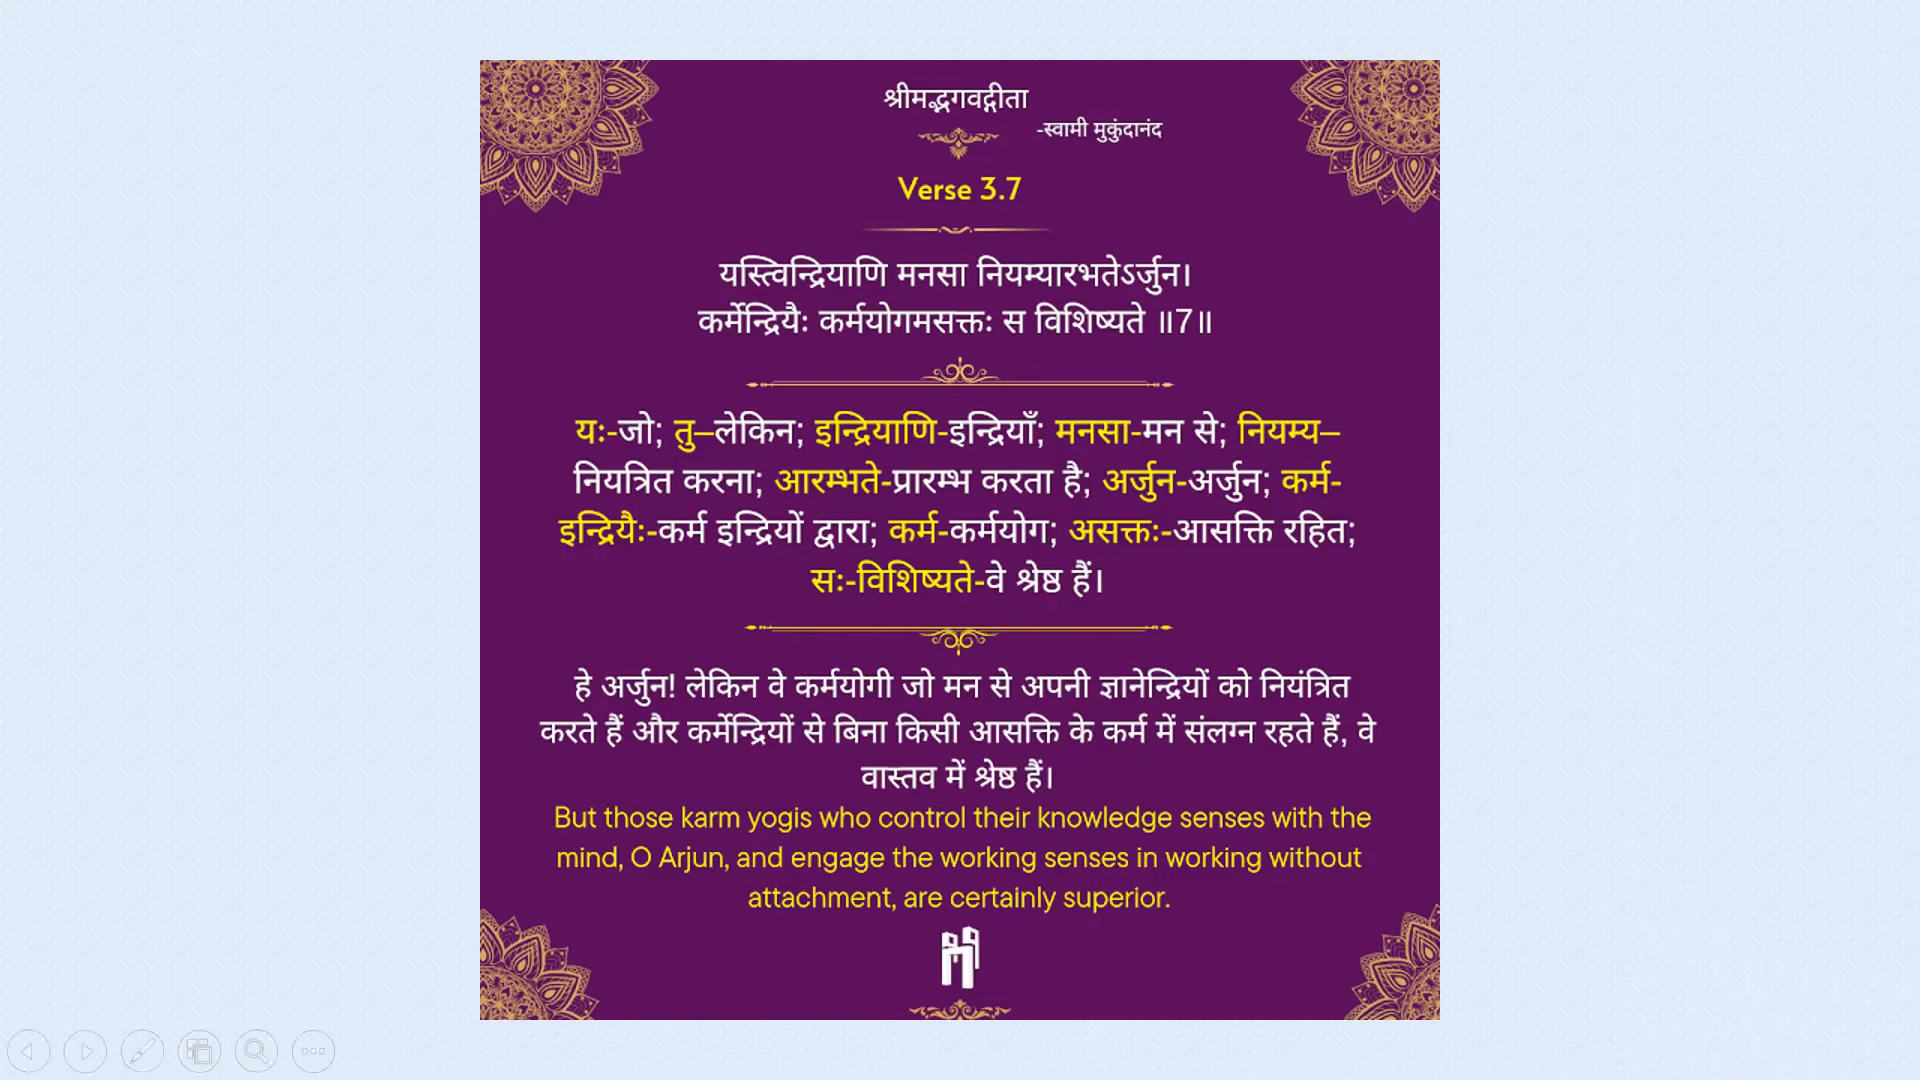 श्रीमद्भगवद्गीता
-स्वामी मुकुंदानंद
Verse 3.7
यस्त्विन्द्रियाणि मनसा नियम्यारभतेऽर्जुन।
कर्मेन्द्रियैः कर्मयोगमसक्तः स विशिष्यते ॥7॥
यः-जो; तु–लेकिन; इन्द्रियाणि-इन्द्रियाँ; मनसा-मन से; नियम्य–
नियत्रित करना; आरम्भते-प्रारम्भ करता है; अर्जुन-अर्जुन; कर्म-
इन्द्रियैः-कर्म इन्द्रियों द्वारा; कर्म-कर्मयोग; असक्तः-आसक्ति रहित;
सः-विशिष्यते-वे श्रेष्ठ हैं।
हे अर्जुन! लेकिन वे कर्मयोगी जो मन से अपनी ज्ञानेन्द्रियों को नियंत्रित
करते हैं और कर्मेन्द्रियों से बिना किसी आसक्ति के कर्म में संलग्न रहते हैं, वे
वास्तव में श्रेष्ठ हैं।
But those karm yogis who control their knowledge senses with the
mind, O Arjun, and engage the working senses in working without
attachment, are certainly superior.